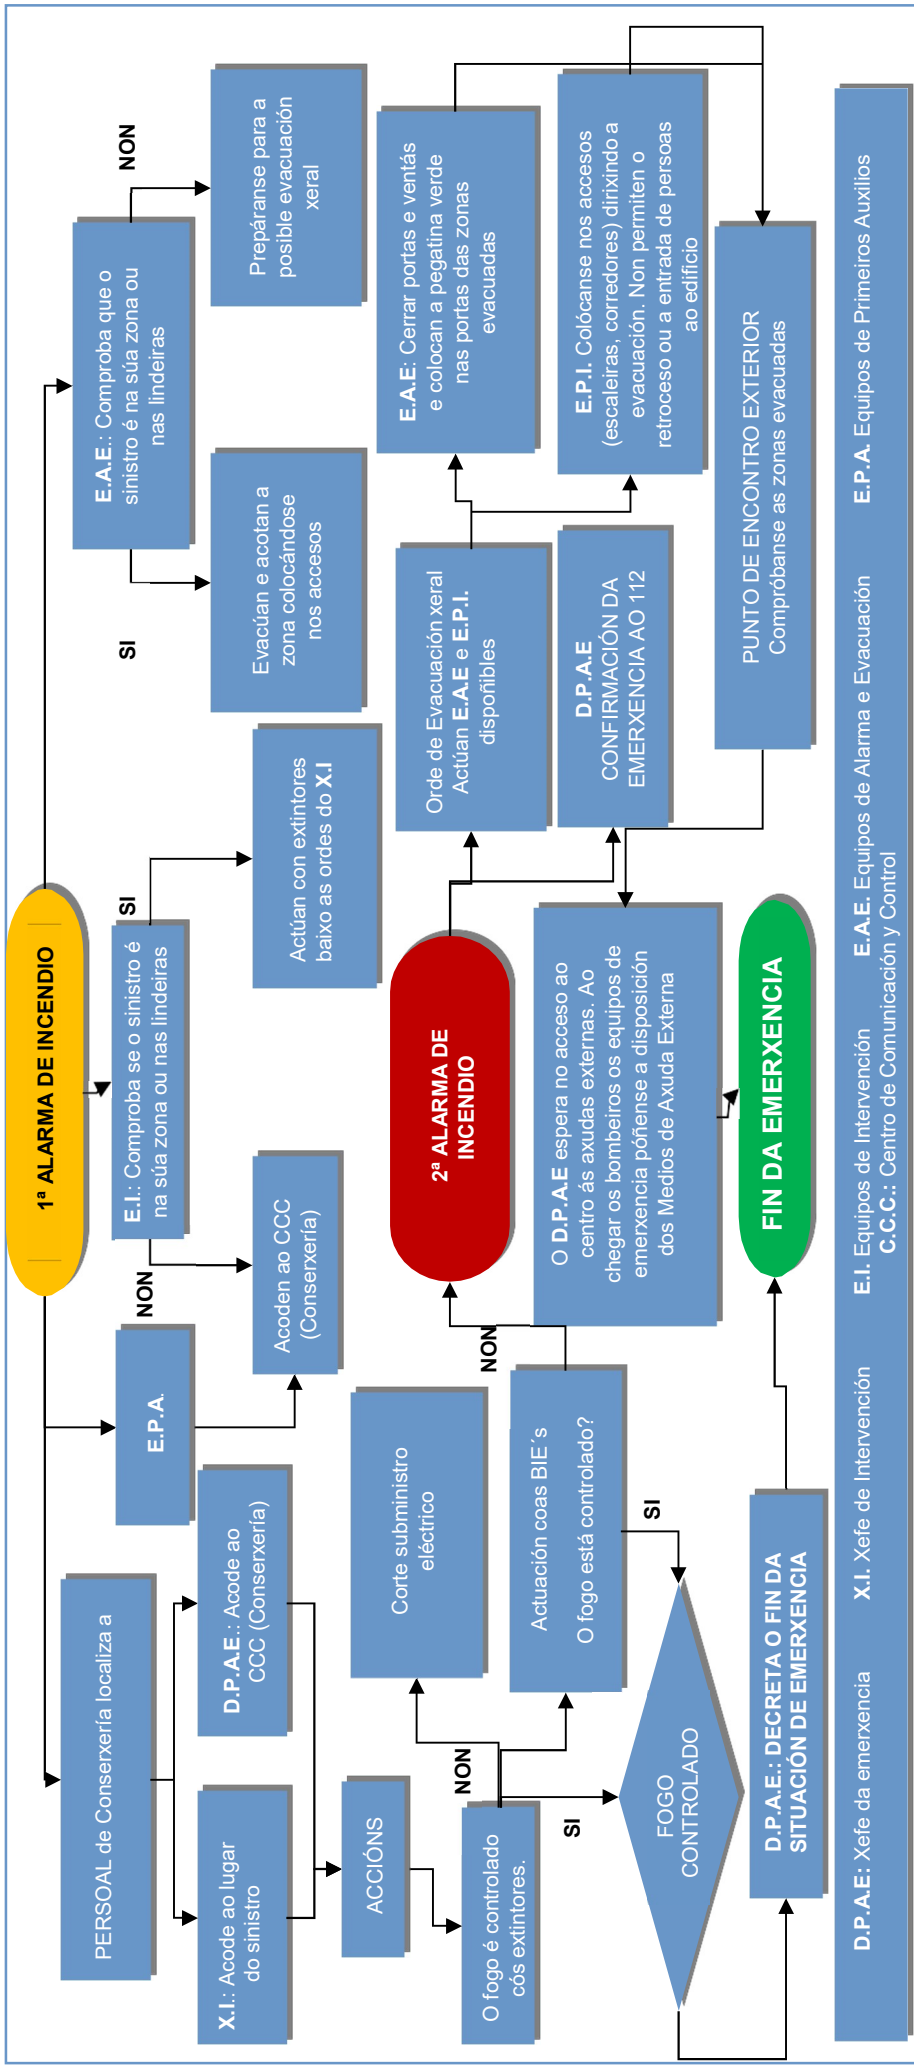 1ª ALARMA DE INCENDIO
PERSOAL de Conserxería localiza a
X.I.: Acode ao lugar
do sinistro
D.P.A.E.: Acode ao
CCC (Conserxería)
ACCIÓNS
O fogo é controlado
cós extintores.
E.P.A.
NON
SI
E.I.: Comproba se o sinistro é
na súa zona ou nas lindeiras
Acoden ao CCC
(Conserxería)
Actúan con extintores
baixo as ordes do X.I
E.A.E.: Comproba que o
sinistro é na súa zona ou
nas lindeiras
SI
NON
Evacúan e acotan a
zona colocándose
nos accesos
Prepáranse para a
posible evacuación
xeral
NON
SI
Corte subministro
eléctrico
Actuación coas BIE´s
O fogo está controlado?
NON
SI
2ª ALARMA DE
INCENDIO
Orde de Evacuación xeral
Actúan E.A.E e E.P.I.
dispoñibles
D.P.A.E
CONFIRMACIÓN DA
EMERXENCIA AO 112
E.A.E: Cerrar portas e ventás
e colocan a pegatina verde
nas portas das zonas
evacuadas
E.P.I. Colócanse nos accesos
(escaleiras, corredores) dirixindo a
evacuación. Non permiten o
retroceso ou a entrada de persoas
ao edificio
PUNTO DE ENCONTRO EXTERIOR
Compróbanse as zonas evacuadas
O D.P.A.E espera no acceso ao
centro ás axudas externas. Ao
chegar os bombeiros os equipos de
emerxencia póñense a disposición
dos Medios de Axuda Externa
FOGO
CONTROLADO
D.P.A.E.: DECRETA O FIN DA
SITUACIÓN DE EMERXENCIA
FIN DA EMERXENCIA
D.P.A.E: Xefe da emerxencia X.I. Xefe de Intervención E.I. Equipos de Intervención E.A.E. Equipos de Alarma e Evacuación E.P.A. Equipos de Primeiros Auxilios
C.C.C.: Centro de Comunicación y Control